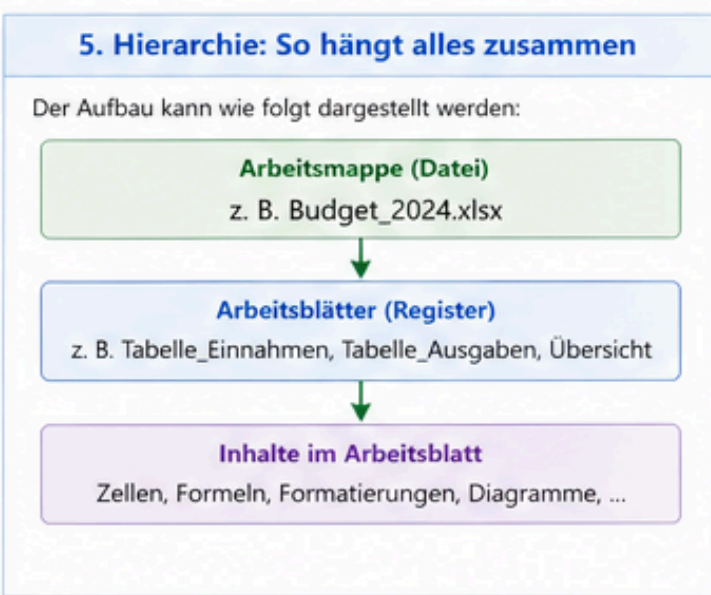 5. Hierarchie: So hängt alles zusammen
Der Aufbau kann wie folgt dargestellt werden:
Arbeitsmappe (Datei)
z. B. Budget_2024.xlsx
Arbeitsblätter (Register)
z. B. Tabelle_Einnahmen, Tabelle_Ausgaben, Übersicht
Inhalte im Arbeitsblatt
Zellen, Formeln, Formatierungen, Diagramme, ...